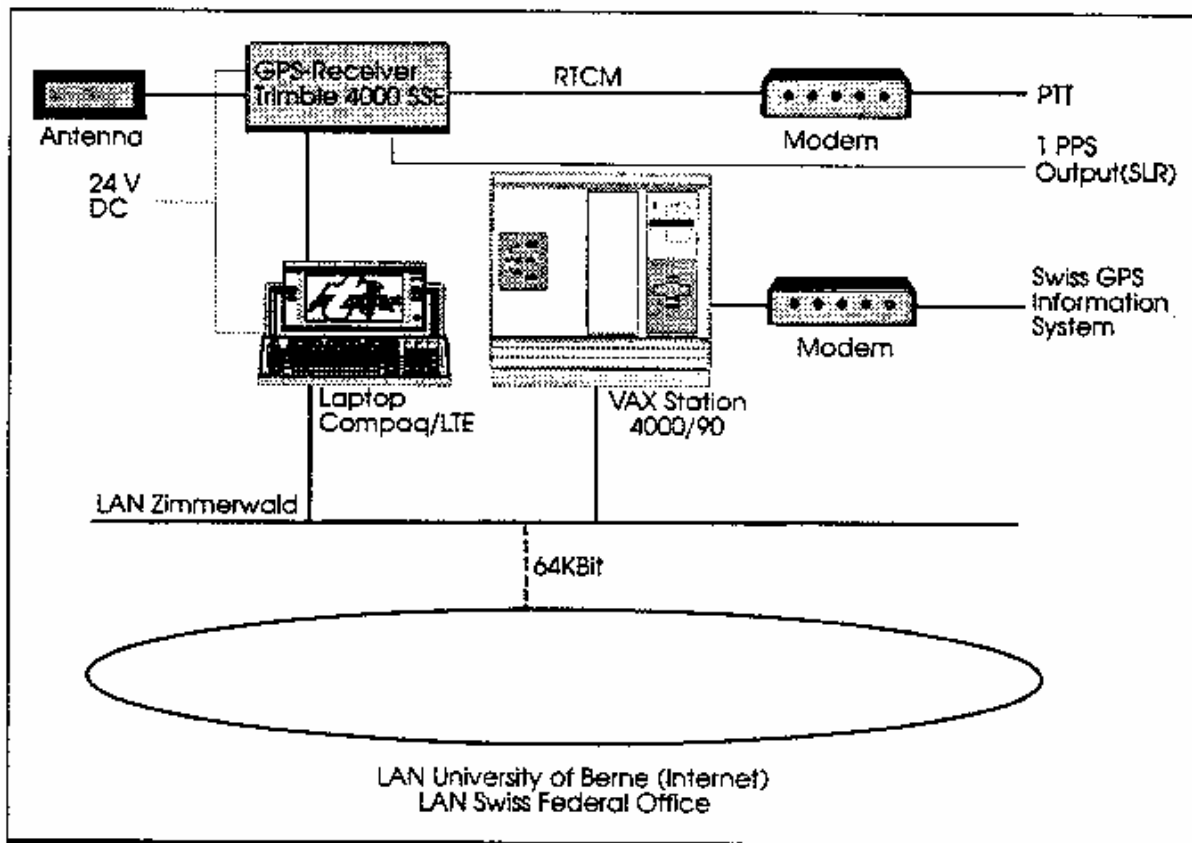 GPS-Receiver
Trimble 4000 SSE
RTCM
PTT
Antenna
Modem
1 PPS
Output(SLR)
24 V
DC
Swiss GPS
Information
System
Modem
Laptop
Compaq/LTE
VAX Station
4000/90
LAN Zimmerwald
64KBit
LAN University of Berne (Internet)
LAN Swiss Federal Office